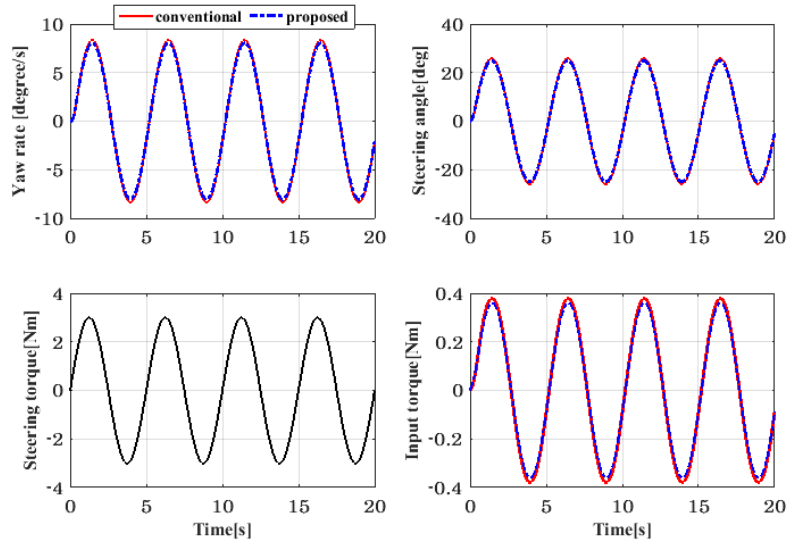 conventional proposed
Yaw rate [degree/s]
10
5
0
-5
-10
0 5 10 15 20
Steering angle[deg]
40
20
0
-20
-40
0 5 10 15 20
Steering torque[Nm]
4
2
0
-2
-4
0 5 10 15 20
Time[s]
Input torque[Nm]
0.4
0.2
0
-0.2
-0.4
0 5 10 15 20
Time[s]